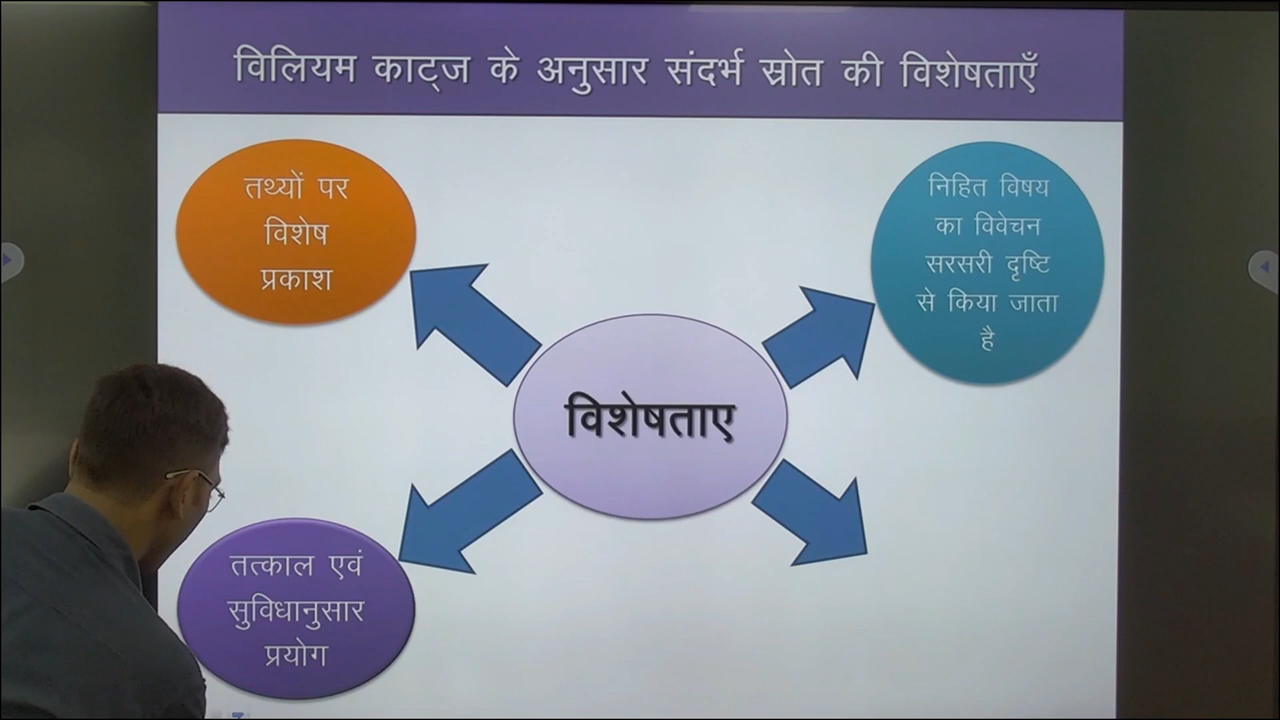 विलियम काट्ज के अनुसार संदर्भ स्रोत की विशेषताएँ
तथ्यों पर
विशेष
प्रकाश
निहित विषय
का विवेचन
सरसरी दृष्टि
से किया जाता
है
विशेषताए
तत्काल एवं
सुविधानुसार
प्रयोग